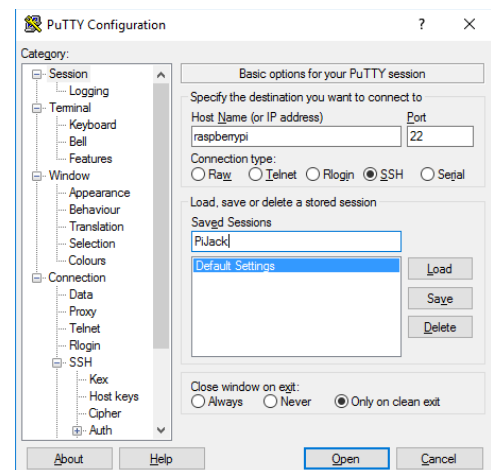 PuTTY Configuration ? ×
Category:
Session
Logging
Terminal
Keyboard
Bell
Features
Window
Appearance
Behaviour
Translation
Selection
Colours
Connection
Data
Proxy
Telnet
Rlogin
SSH
Kex
Host keys
Cipher
Auth
Basic options for your PuTTY session
Specify the destination you want to connect to
Host Name (or IP address) Port
raspberrypi 22
Connection type:
Raw Telnet Rlogin SSH Serial
Load, save or delete a stored session
Saved Sessions
PiJack
Default Settings
Load
Save
Delete
Close window on exit:
Always Never Only on clean exit
About Help Open Cancel